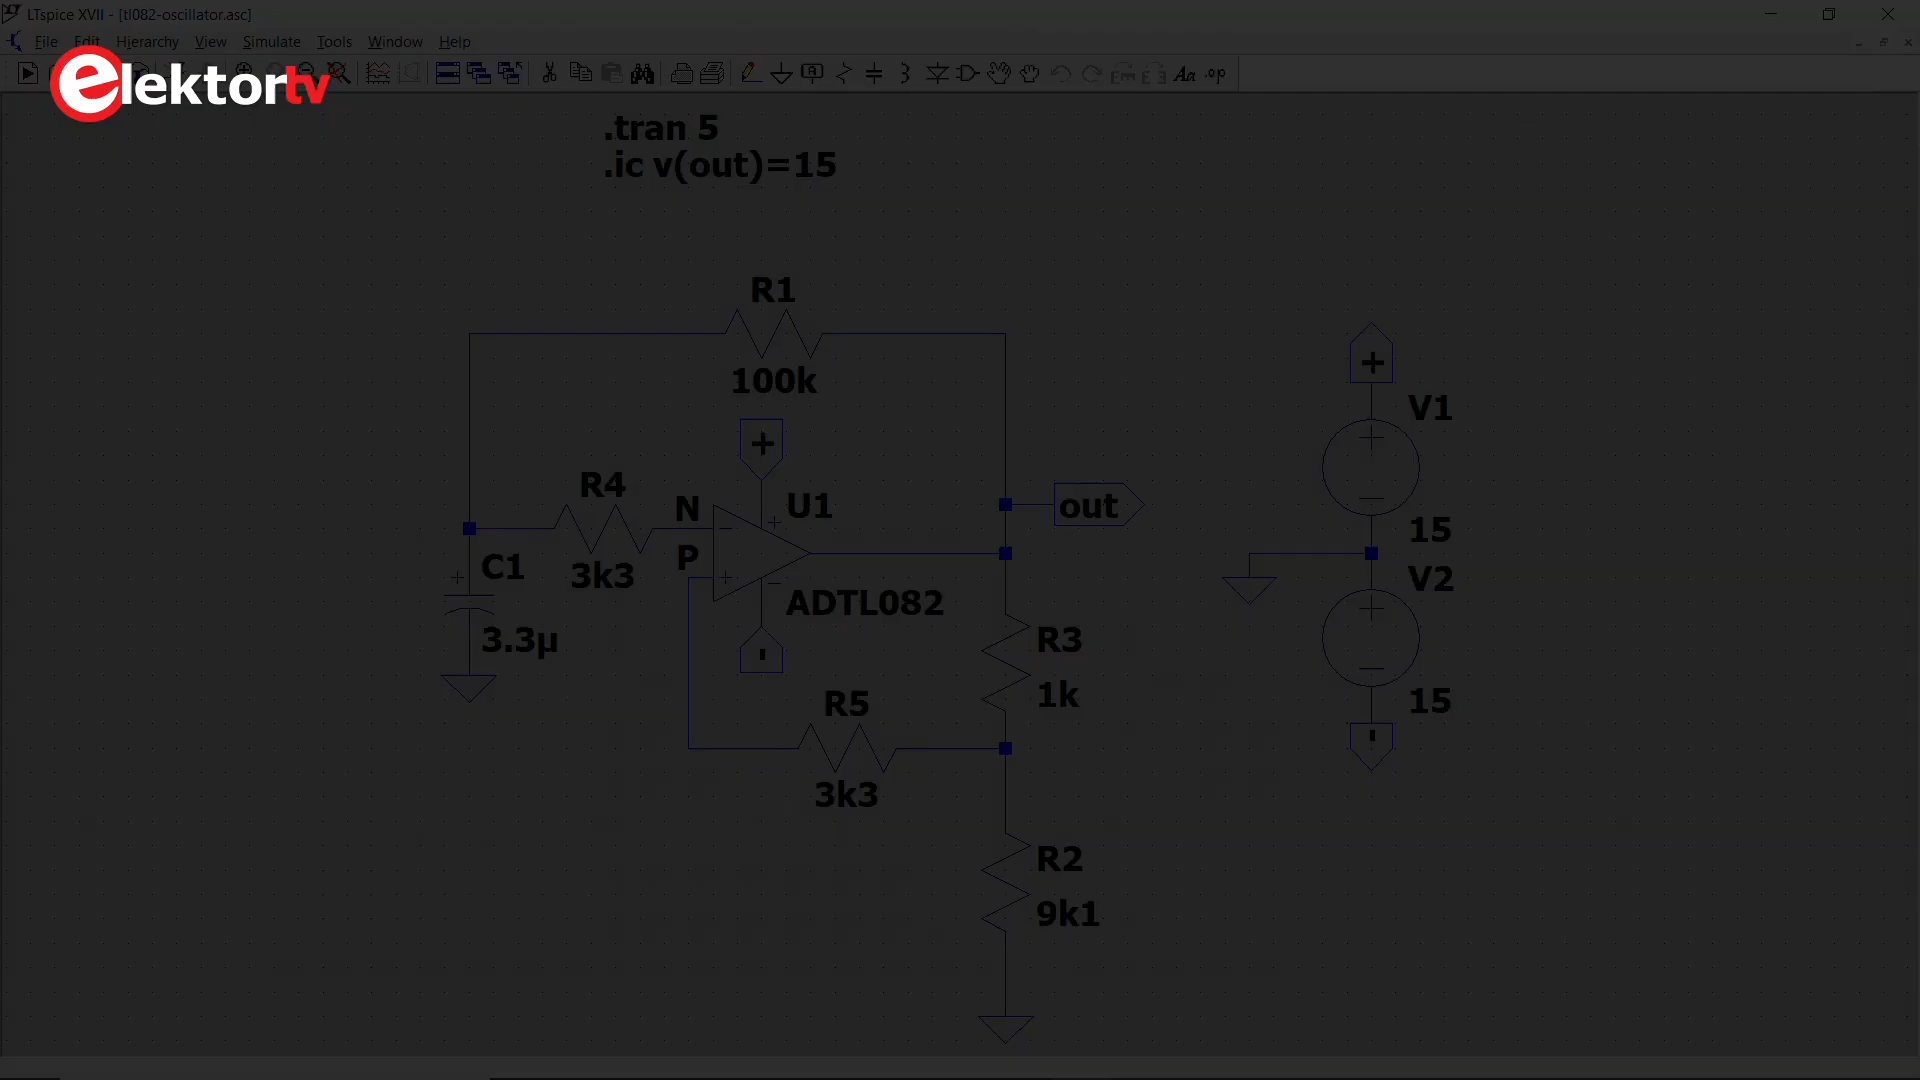 LTspice XVII - [tl082-oscillator.asc]
File Edit Hierarchy View Simulate Tools Window Help
elektortv
.tran 5
.ic v(out)=15
R1
100k
+
V1
15
+
R4
3k3
N
P
U1
ADTL082
out
C1
3.3µ
-
V2
15
-
R3
1k
R5
3k3
R2
9k1